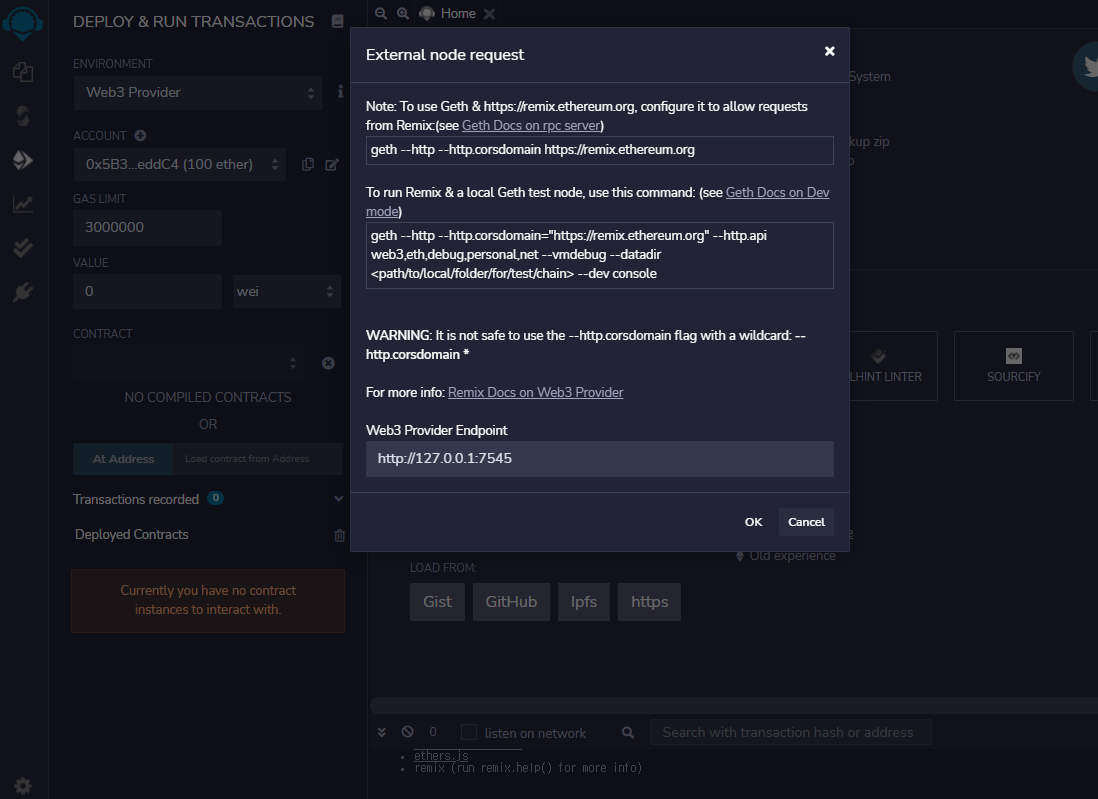 DEPLOY & RUN TRANSACTIONS
ENVIRONMENT
Web3 Provider
ACCOUNT
0x5B3...eddC4 (100 ether)
GAS LIMIT
3000000
VALUE
0
wei
CONTRACT
NO COMPILED CONTRACTS
OR
At Address
Load contract from Address
Transactions recorded 0
Deployed Contracts
Currently you have no contract
instances to interact with.
Home
External node request
Note: To use Geth & https://remix.ethereum.org, configure it to allow requests
from Remix:(see Geth Docs on rpc server)
geth --http --http.corsdomain https://remix.ethereum.org
To run Remix & a local Geth test node, use this command: (see Geth Docs on Dev
mode)
geth --http --http.corsdomain="https://remix.ethereum.org" --http.api
web3,eth,debug,personal,net --vmdebug --datadir
<path/to/local/folder/for/test/chain> --dev console
WARNING: It is not safe to use the --http.corsdomain flag with a wildcard: --
http.corsdomain *
For more info: Remix Docs on Web3 Provider
Web3 Provider Endpoint
http://127.0.0.1:7545
OK
Cancel
System
kup zip
LHINT LINTER
SOURCIFY
Old experience
LOAD FROM:
Gist
GitHub
Ipfs
https
0
listen on network
Search with transaction hash or address
ethers.js
remix (run remix.help() for more info)